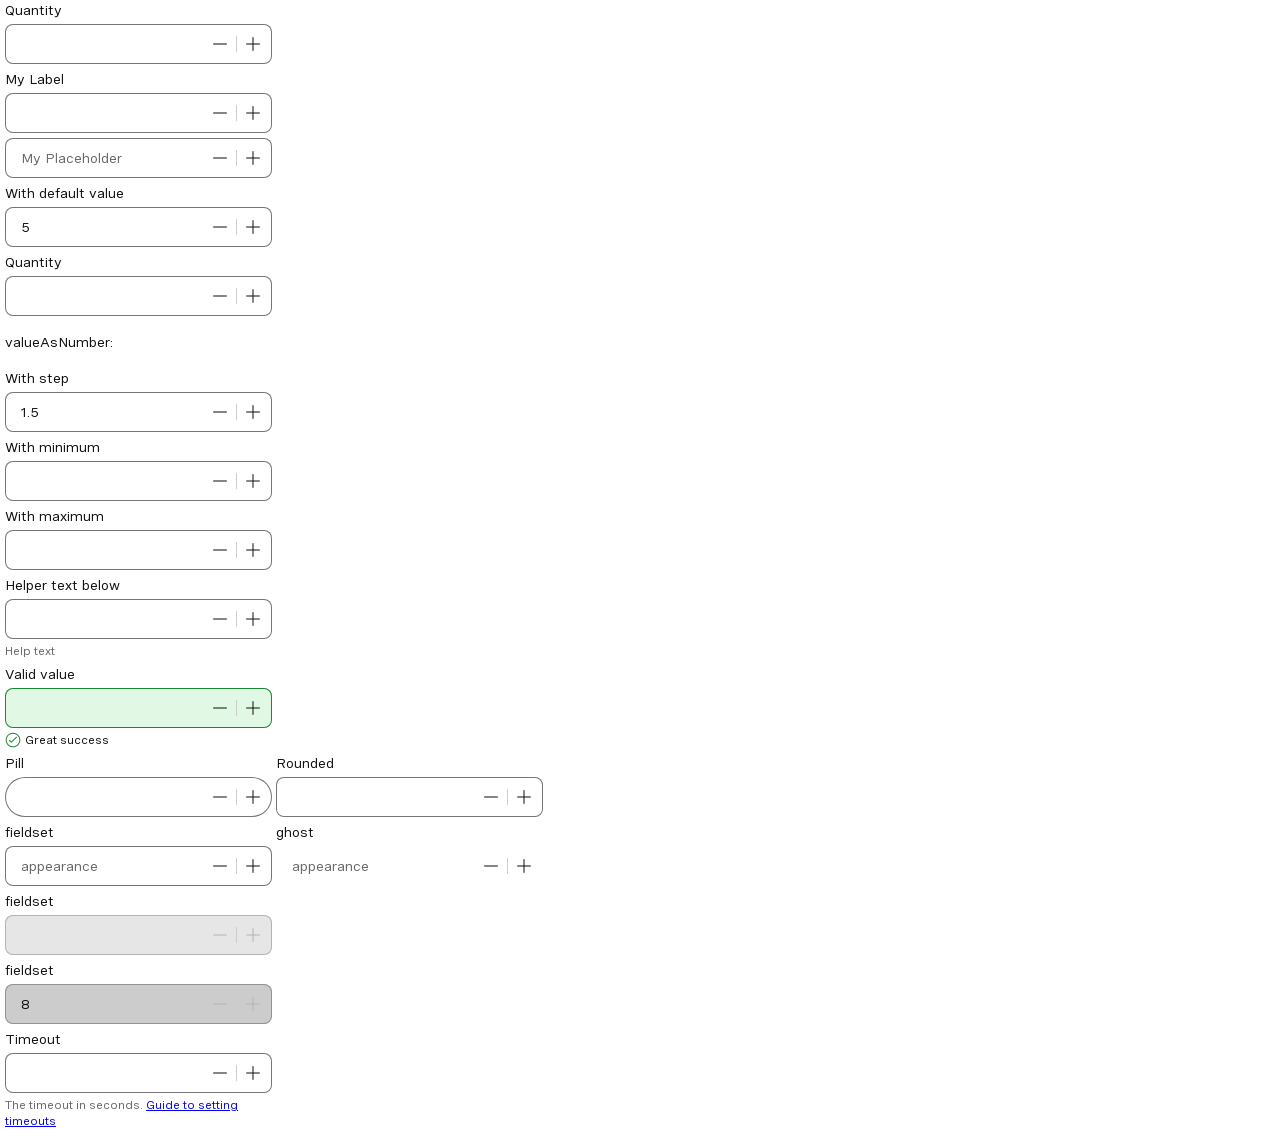 Quantity
My Label
My Placeholder
With default value
5
Quantity
valueAsNumber:
With step
1.5
With minimum
With maximum
Helper text below
Help text
Valid value
Great success
Pill
Rounded
fieldset
ghost
appearance
appearance
fieldset
fieldset
8
Timeout
The timeout in seconds. Guide to setting
timeouts